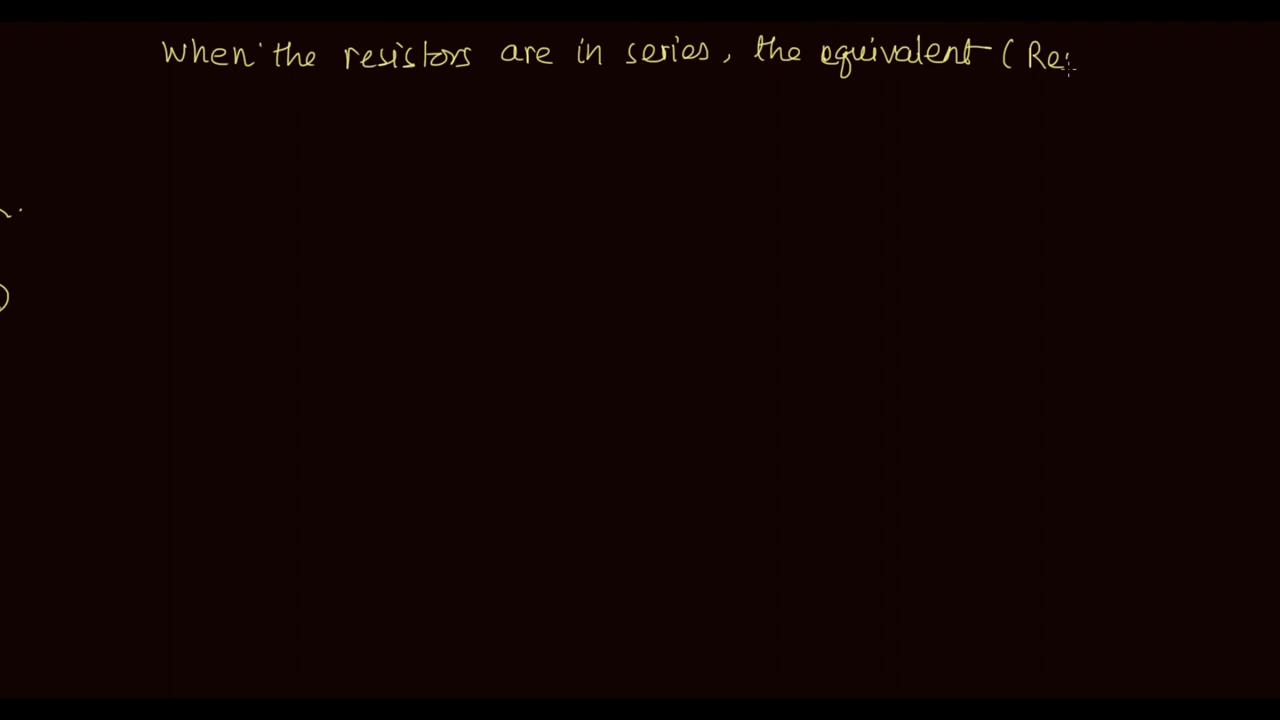 When the resistors are in series, the equivalent (Re